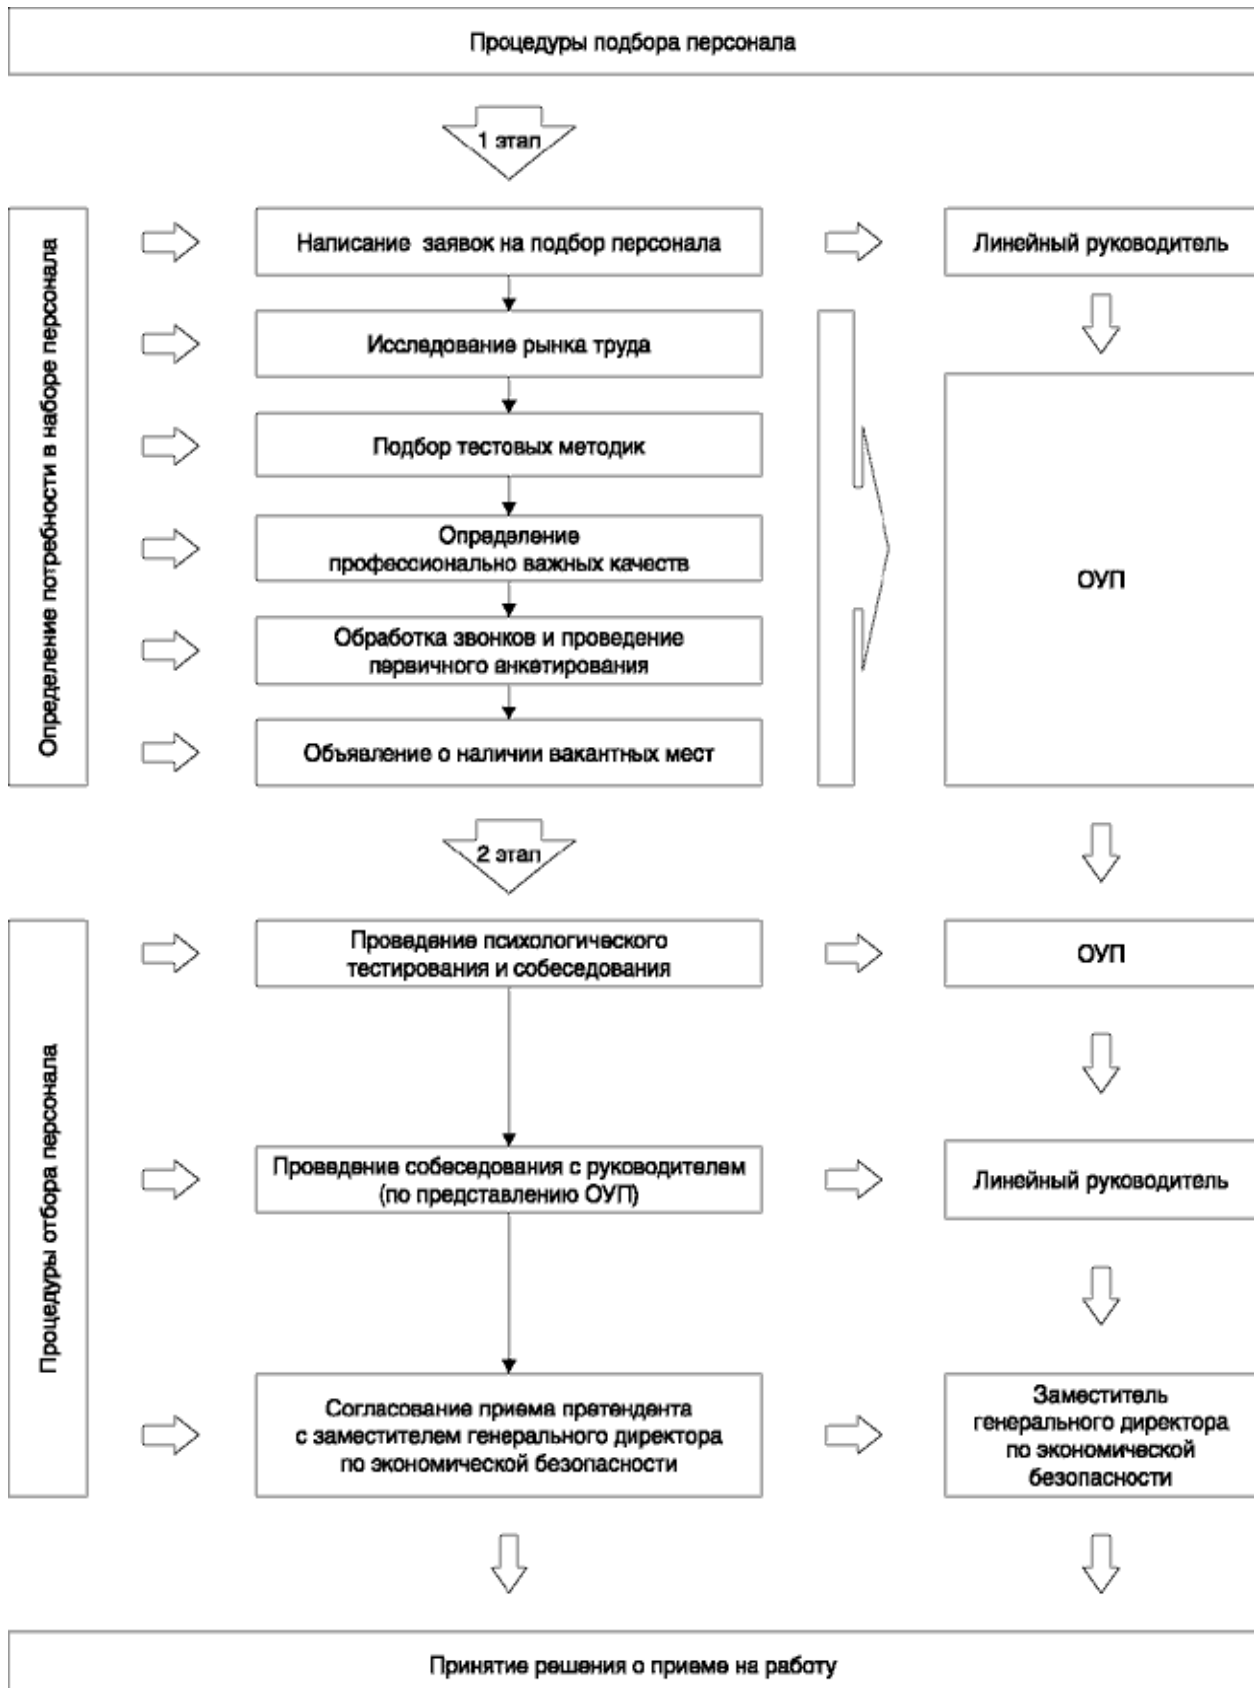 Процедуры подбора персонала
1 этап
Определение потребности в наборе персонала
Написание заявок на подбор персонала
Линейный руководитель
Исследование рынка труда
Подбор тестовых методик
Определение
профессионально важных качеств
ОУП
Обработка звонков и проведение
первичного анкетирования
Объявление о наличии вакантных мест
2 этап
Процедуры отбора персонала
Проведение психологического
тестирования и собеседования
ОУП
Проведение собеседования с руководителем
(по представлению ОУП)
Линейный руководитель
Согласование приема претендента
с заместителем генерального директора
по экономической безопасности
Заместитель
генерального директора
по экономической
безопасности
Принятие решения о приеме на работу